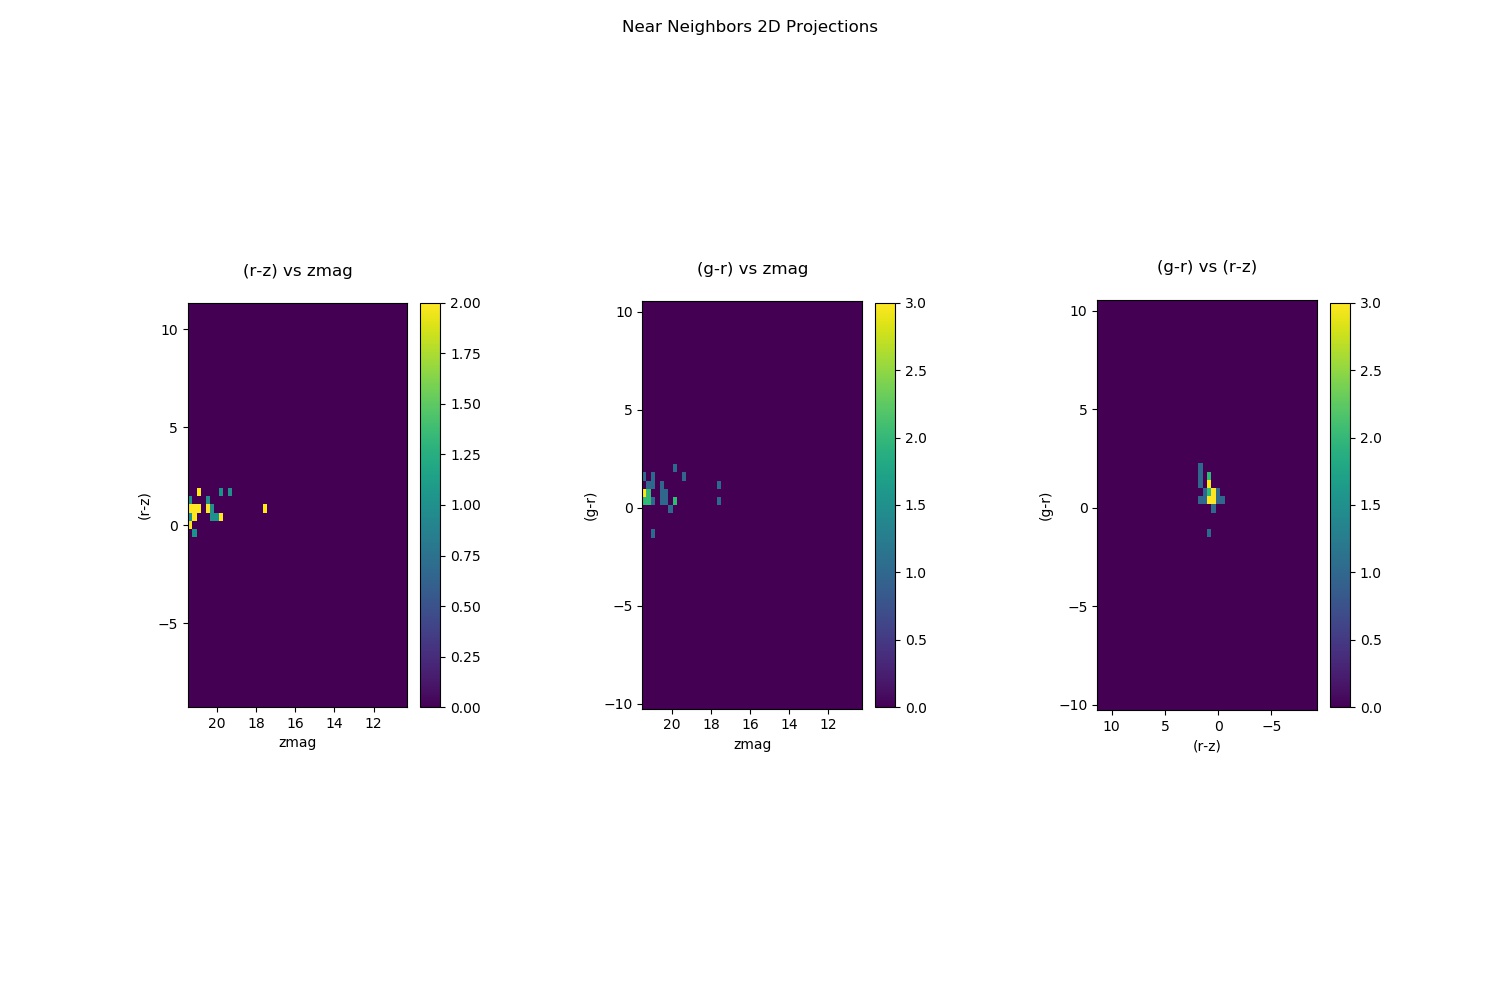 Near Neighbors 2D Projections
(r-z) vs zmag
10
5
0
−5
(r-z)
20 18 16 14 12
zmag
2.00
1.75
1.50
1.25
1.00
0.75
0.50
0.25
0.00
(g-r) vs zmag
10
5
0
−5
−10
(g-r)
20 18 16 14 12
zmag
3.0
2.5
2.0
1.5
1.0
0.5
0.0
(g-r) vs (r-z)
10
5
0
−5
−10
(g-r)
10 5 0 −5
(r-z)
3.0
2.5
2.0
1.5
1.0
0.5
0.0